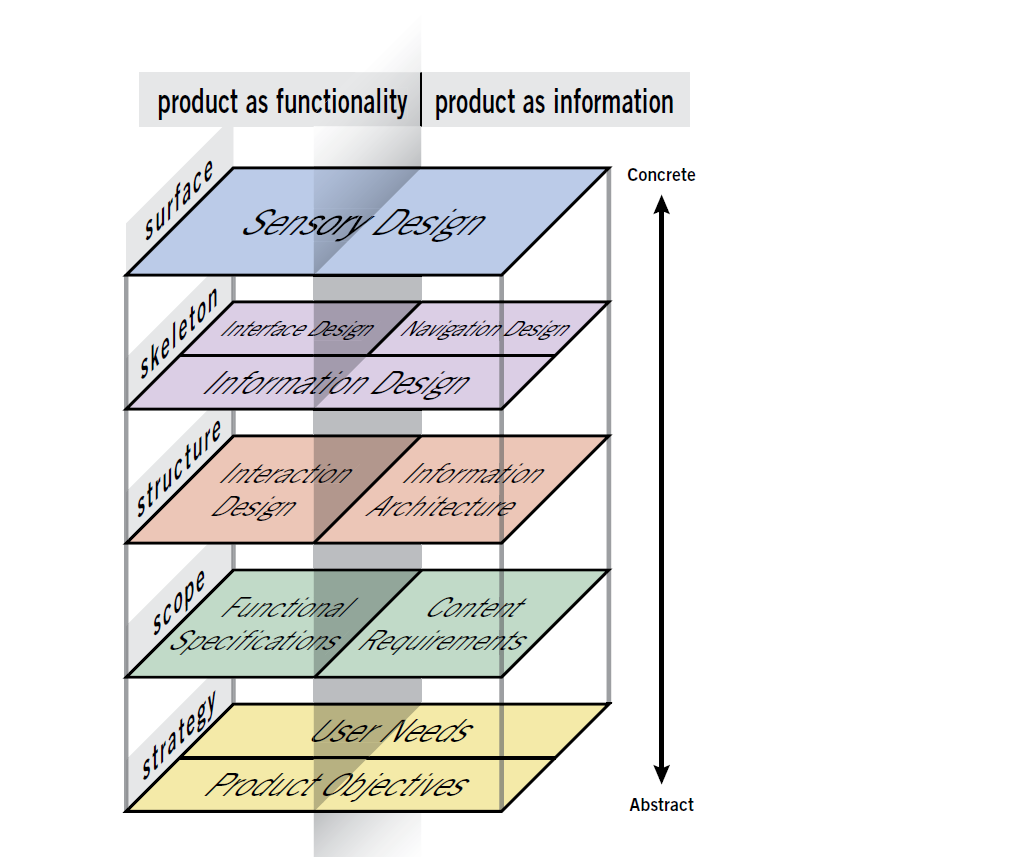 product as functionality
product as information
Concrete
surface
Sensory Design
skeleton
Interface Design
Navigation Design
Information Design
structure
Interaction
Design
Information
Architecture
scope
Functional
Specifications
Content
Requirements
strategy
User Needs
Product Objectives
Abstract